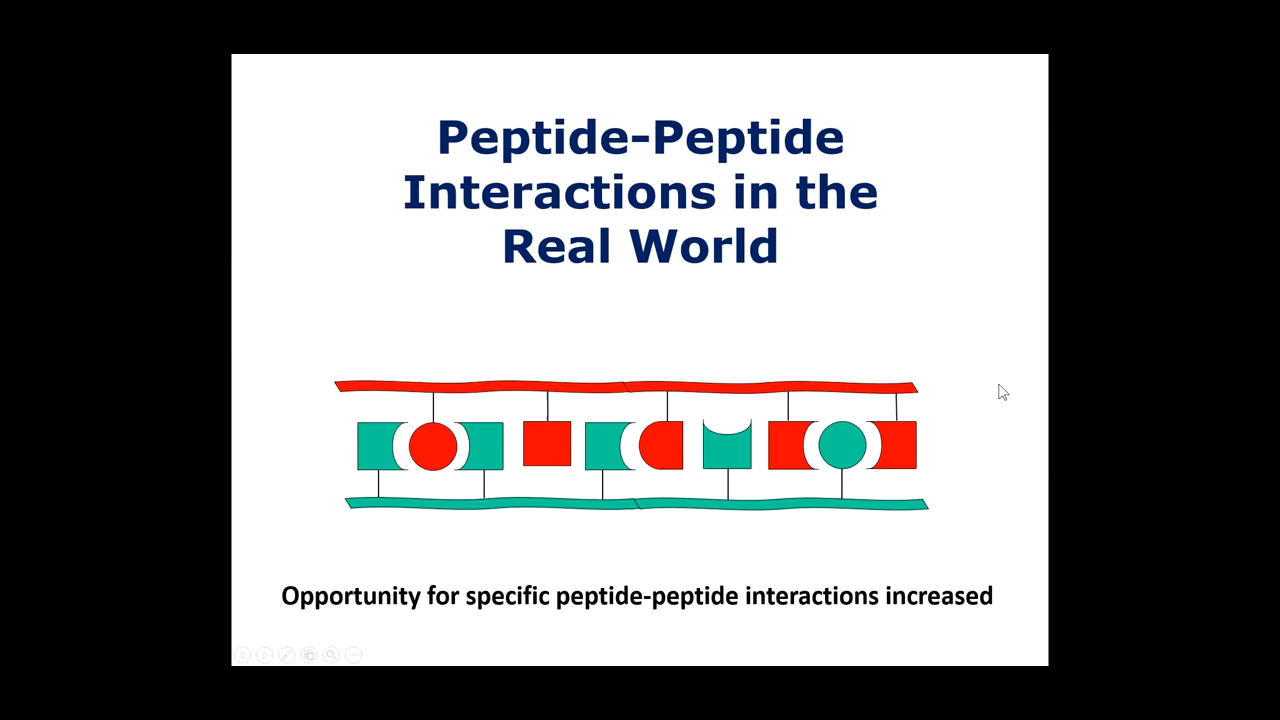 Peptide-Peptide
Interactions in the
Real World
Opportunity for specific peptide-peptide interactions increased